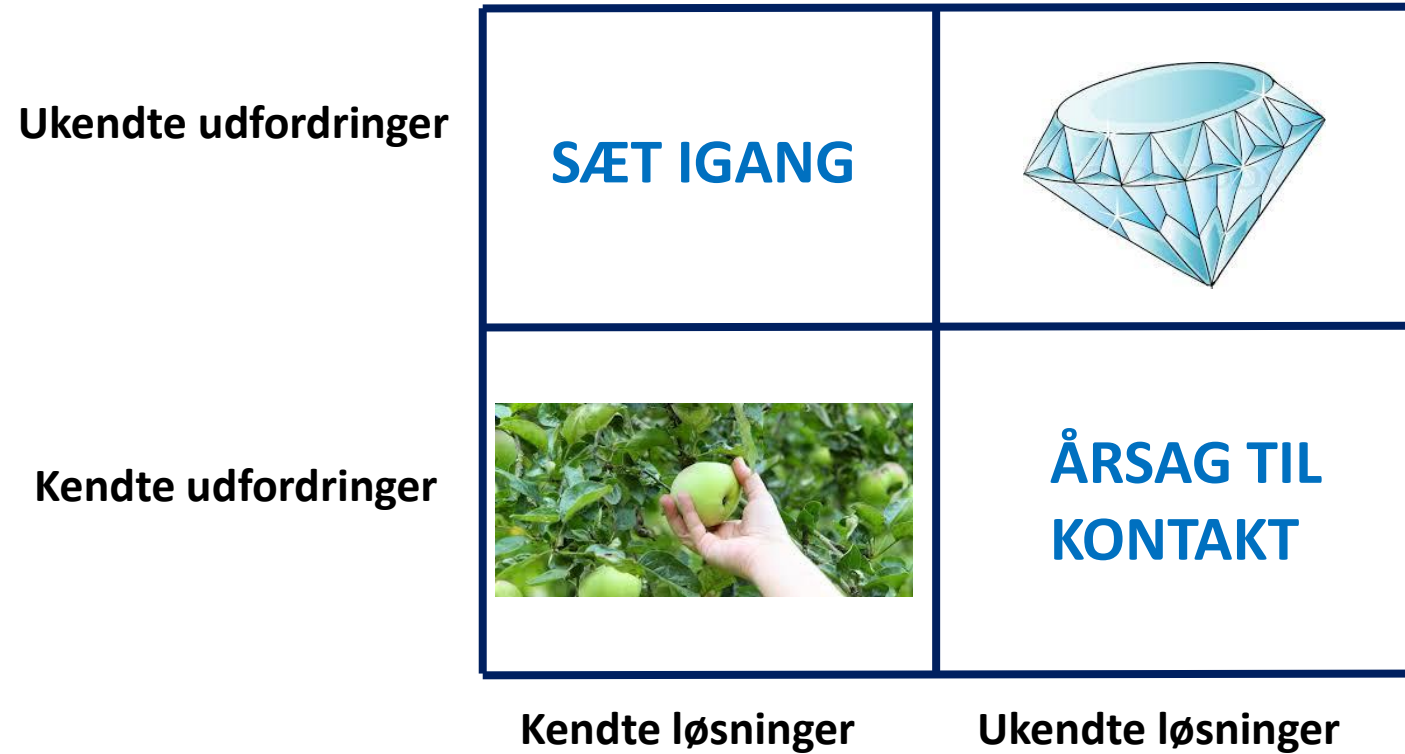 Ukendte udfordringer
SÆT IGANG
Kendte udfordringer
ÅRSAG TIL
KONTAKT
Kendte løsninger
Ukendte løsninger